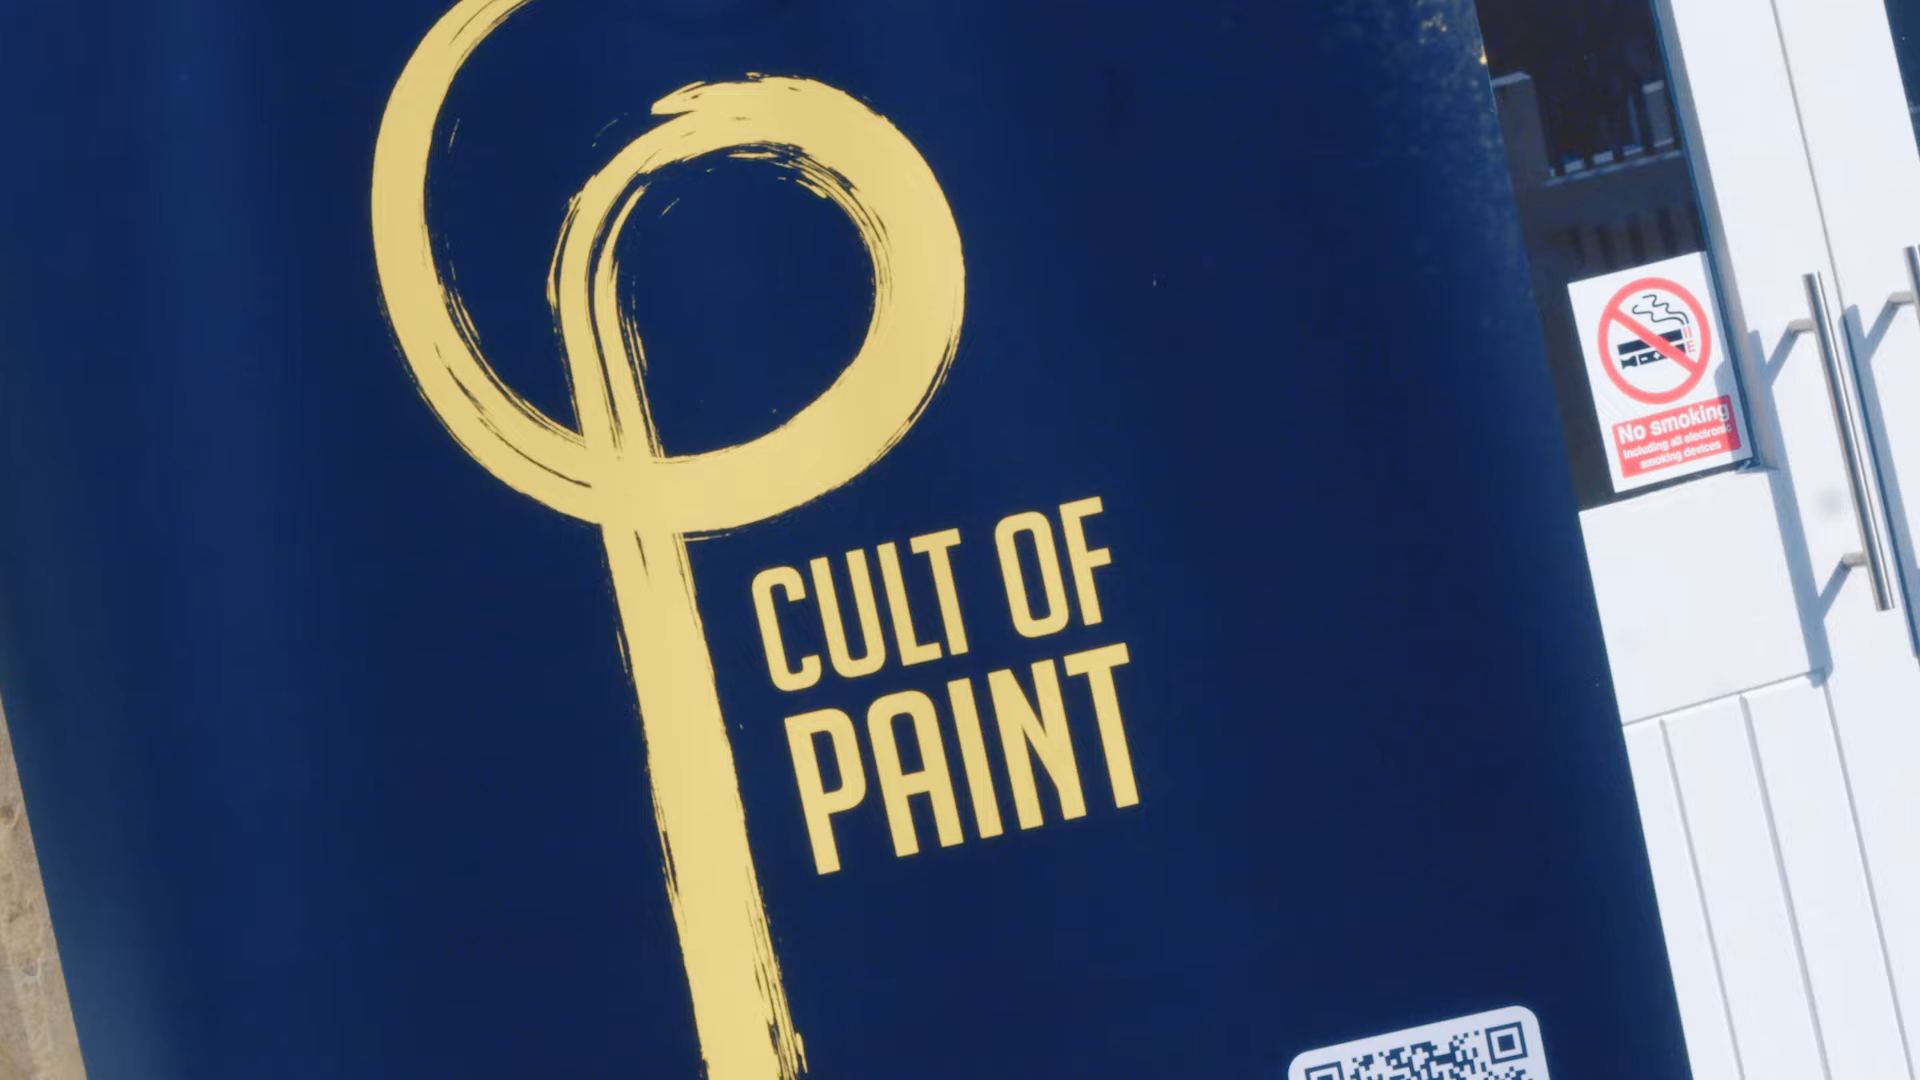 CULT OF
PAINT
No smoking
Including all electronic
smoking devices